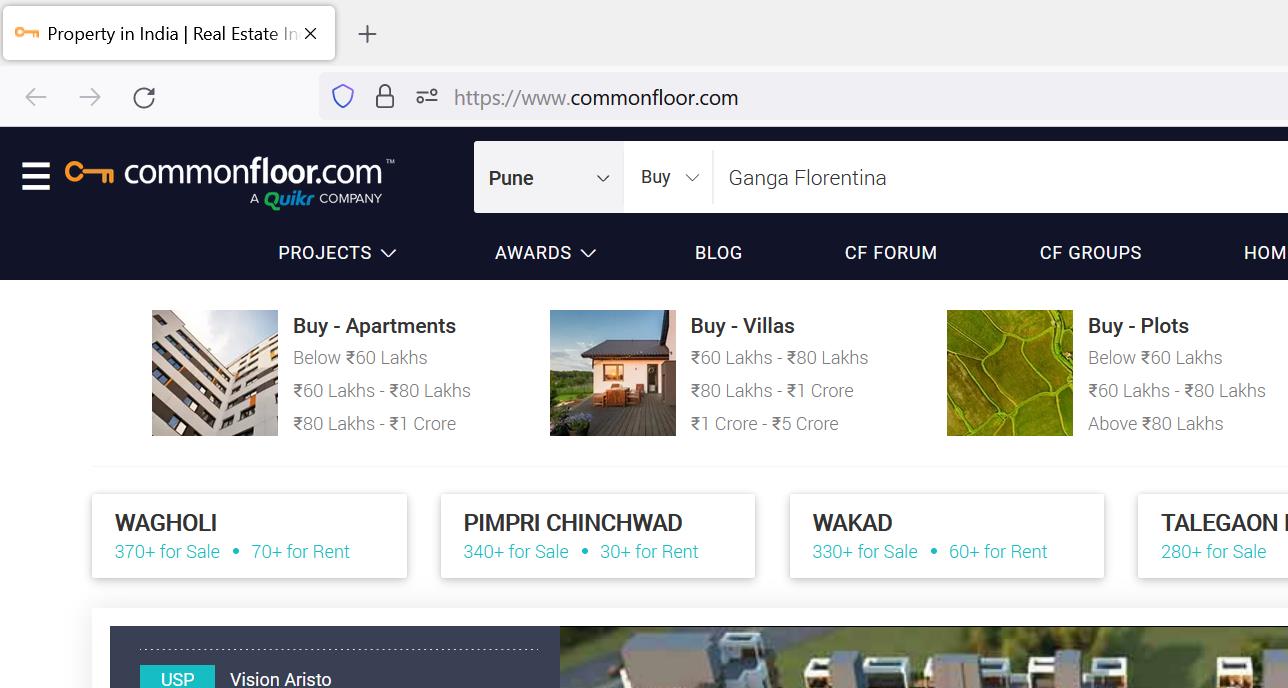 Property in India | Real Estate In
https://www.commonfloor.com
commonfloor.com™
A Quikr COMPANY
Pune Buy Ganga Florentina
PROJECTS AWARDS BLOG CF FORUM CF GROUPS HOM
Buy - Apartments
Below ₹60 Lakhs
₹60 Lakhs - ₹80 Lakhs
₹80 Lakhs - ₹1 Crore
Buy - Villas
₹60 Lakhs - ₹80 Lakhs
₹80 Lakhs - ₹1 Crore
₹1 Crore - ₹5 Crore
Buy - Plots
Below ₹60 Lakhs
₹60 Lakhs - ₹80 Lakhs
Above ₹80 Lakhs
WAGHOLI
370+ for Sale • 70+ for Rent
PIMPRI CHINCHWAD
340+ for Sale • 30+ for Rent
WAKAD
330+ for Sale • 60+ for Rent
TALEGAON
280+ for Sale
USP Vision Aristo